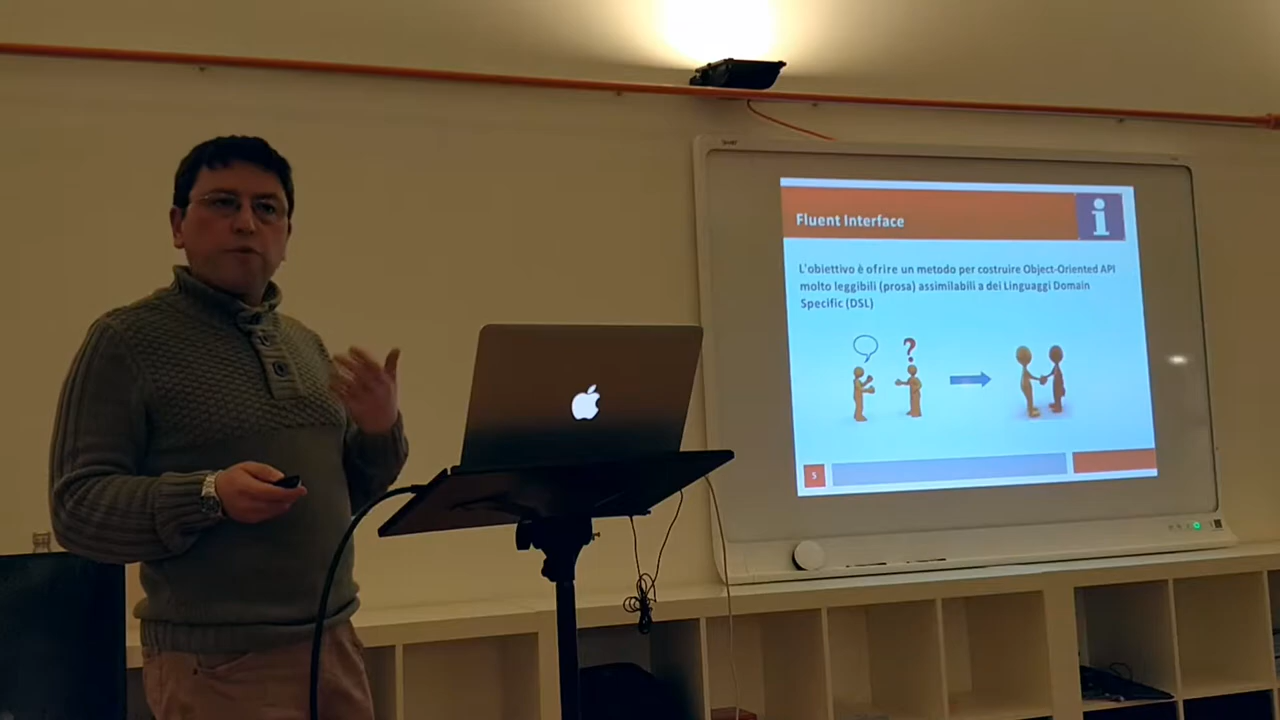 Fluent Interface
L'obiettivo è ofrire un metodo per costruire Object-Oriented API
molto leggibili (prosa) assimilabili a dei Linguaggi Domain
Specific (DSL)
?
5